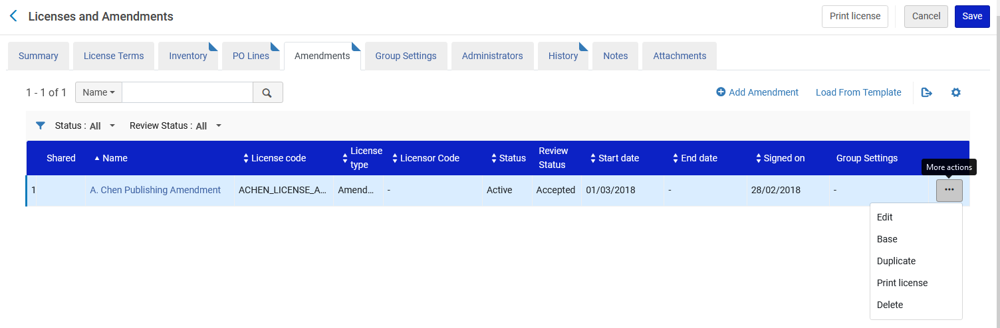 Licenses and Amendments
Print license
Cancel
Save
Summary
License Terms
Inventory
PO Lines
Amendments
Group Settings
Administrators
History
Notes
Attachments
1 - 1 of 1
Name
Add Amendment
Load From Template
Status : All
Review Status : All
Shared
Name
License code
License
type
Licensor Code
Status
Review
Status
Start date
End date
Signed on
Group Settings
More actions
1
A. Chen Publishing Amendment
ACHEN_LICENSE_A...
Amend...
-
Active
Accepted
01/03/2018
-
28/02/2018
-
Edit
Base
Duplicate
Print license
Delete